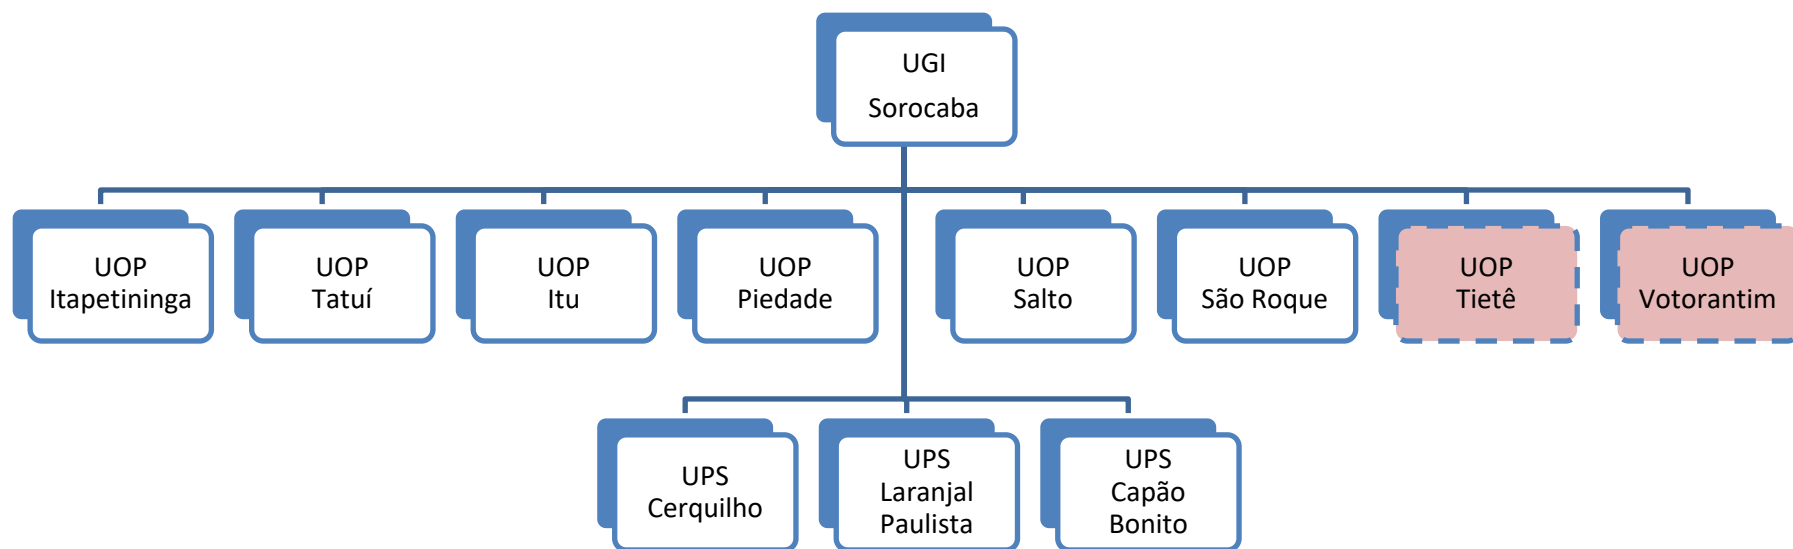 UGI
Sorocaba
UOP
Itapetininga
UOP
Tatuí
UOP
Itu
UOP
Piedade
UOP
Salto
UOP
São Roque
UOP
Tietê
UOP
Votorantim
UPS
Cerquilho
UPS
Laranjal
Paulista
UPS
Capão
Bonito